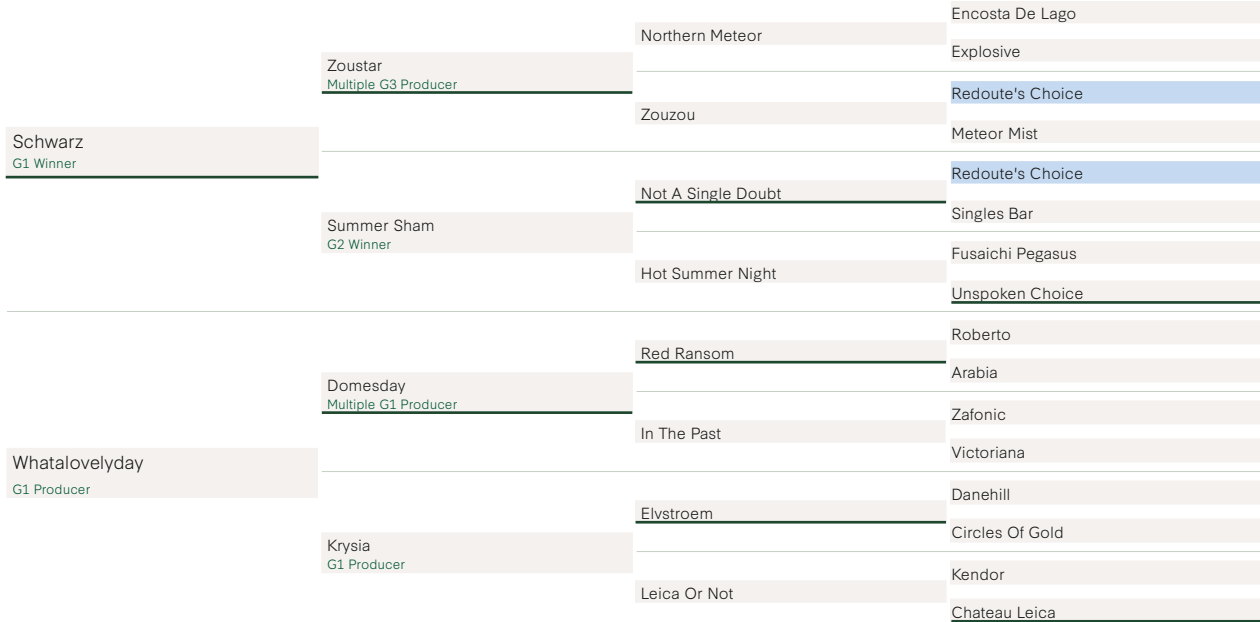 Schwarz
G1 Winner
Zoustar
Multiple G3 Producer
Northern Meteor
Encosta De Lago
Explosive
Zouzou
Redoute's Choice
Meteor Mist
Summer Sham
G2 Winner
Not A Single Doubt
Redoute's Choice
Singles Bar
Hot Summer Night
Fusaichi Pegasus
Unspoken Choice
Whatalovelyday
G1 Producer
Domesday
Multiple G1 Producer
Red Ransom
Roberto
Arabia
In The Past
Zafonic
Victoriana
Krysia
G1 Producer
Elvstroem
Danehill
Circles Of Gold
Leica Or Not
Kendor
Chateau Leica